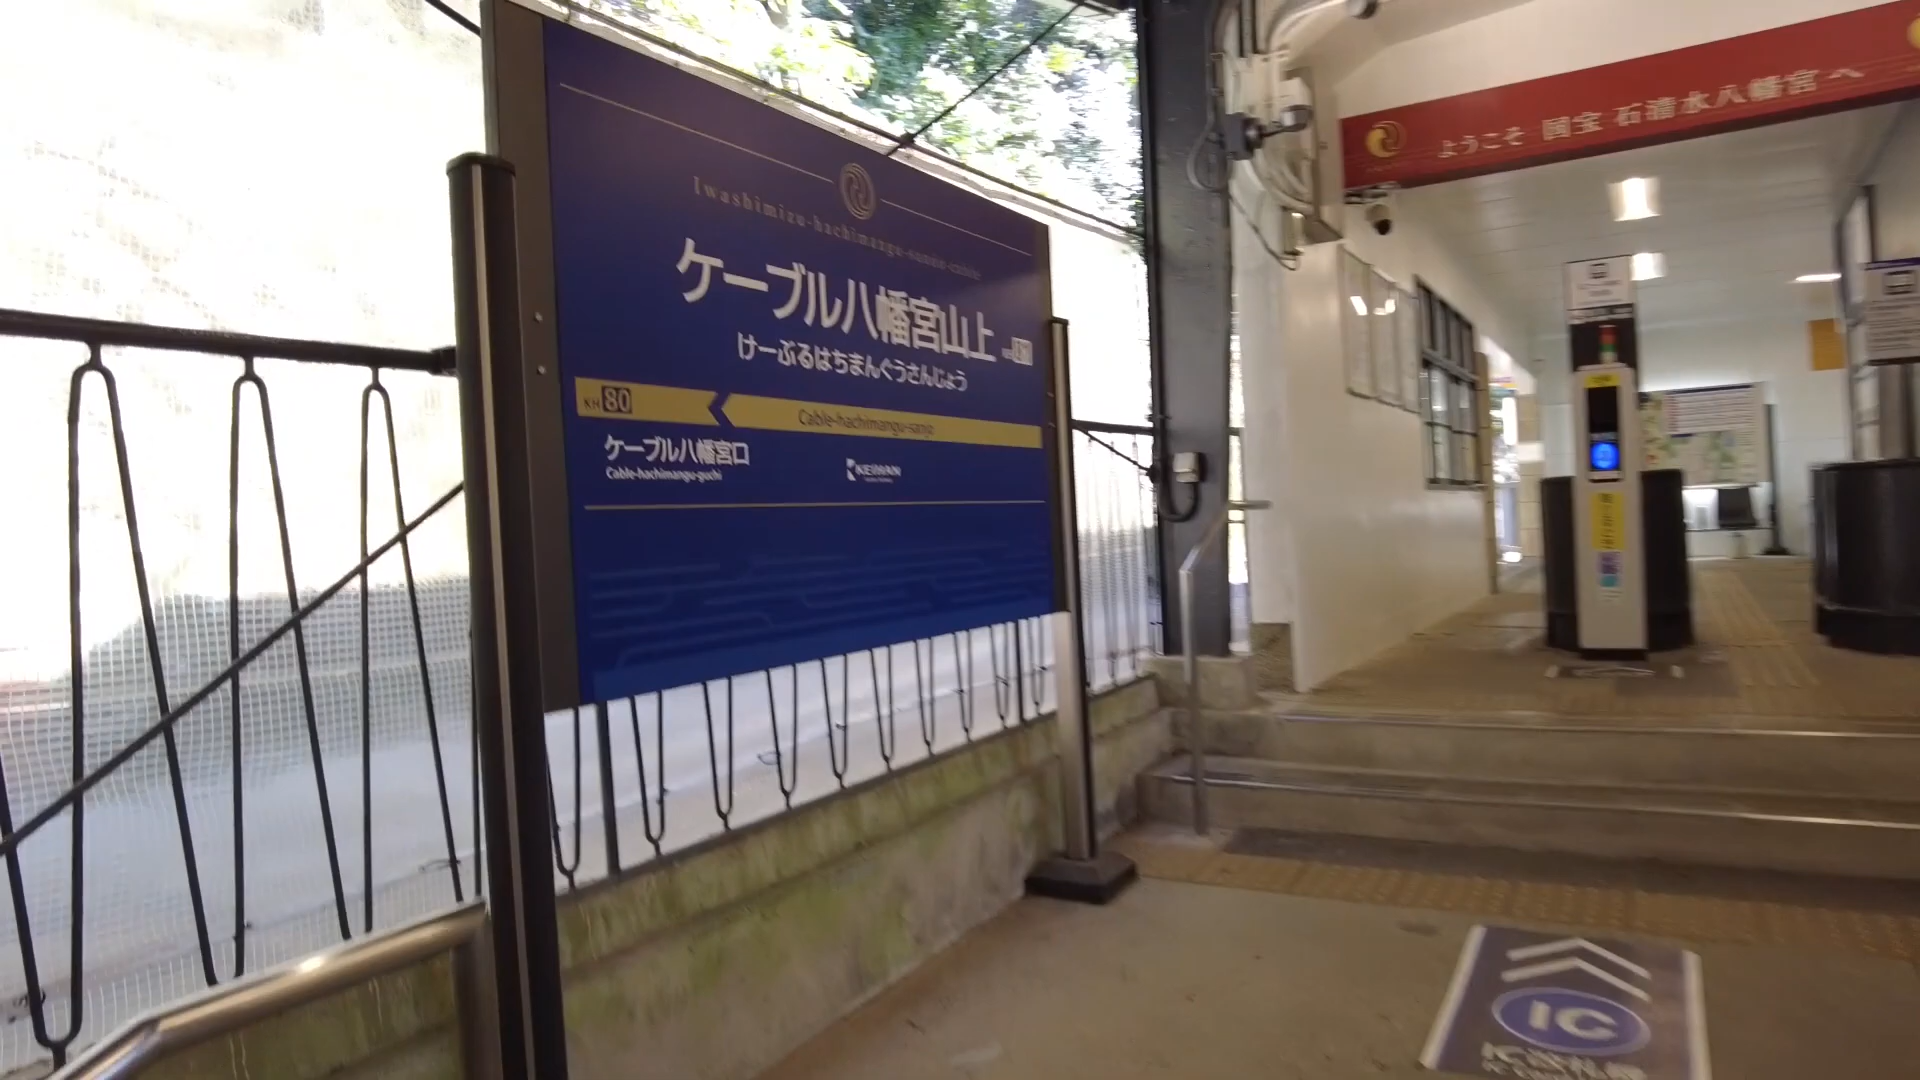 Iwashimizu-hachimangu-sando-cable
ケーブル八幡宮山上
けーぶるはちまんぐうさんじょう
KH 80
Cable-hachimangu-sanjo
ケーブル八幡宮口
Cable-hachimangu-guchi
KEIHAN
ようこそ 国宝 石清水八幡宮へ
IC